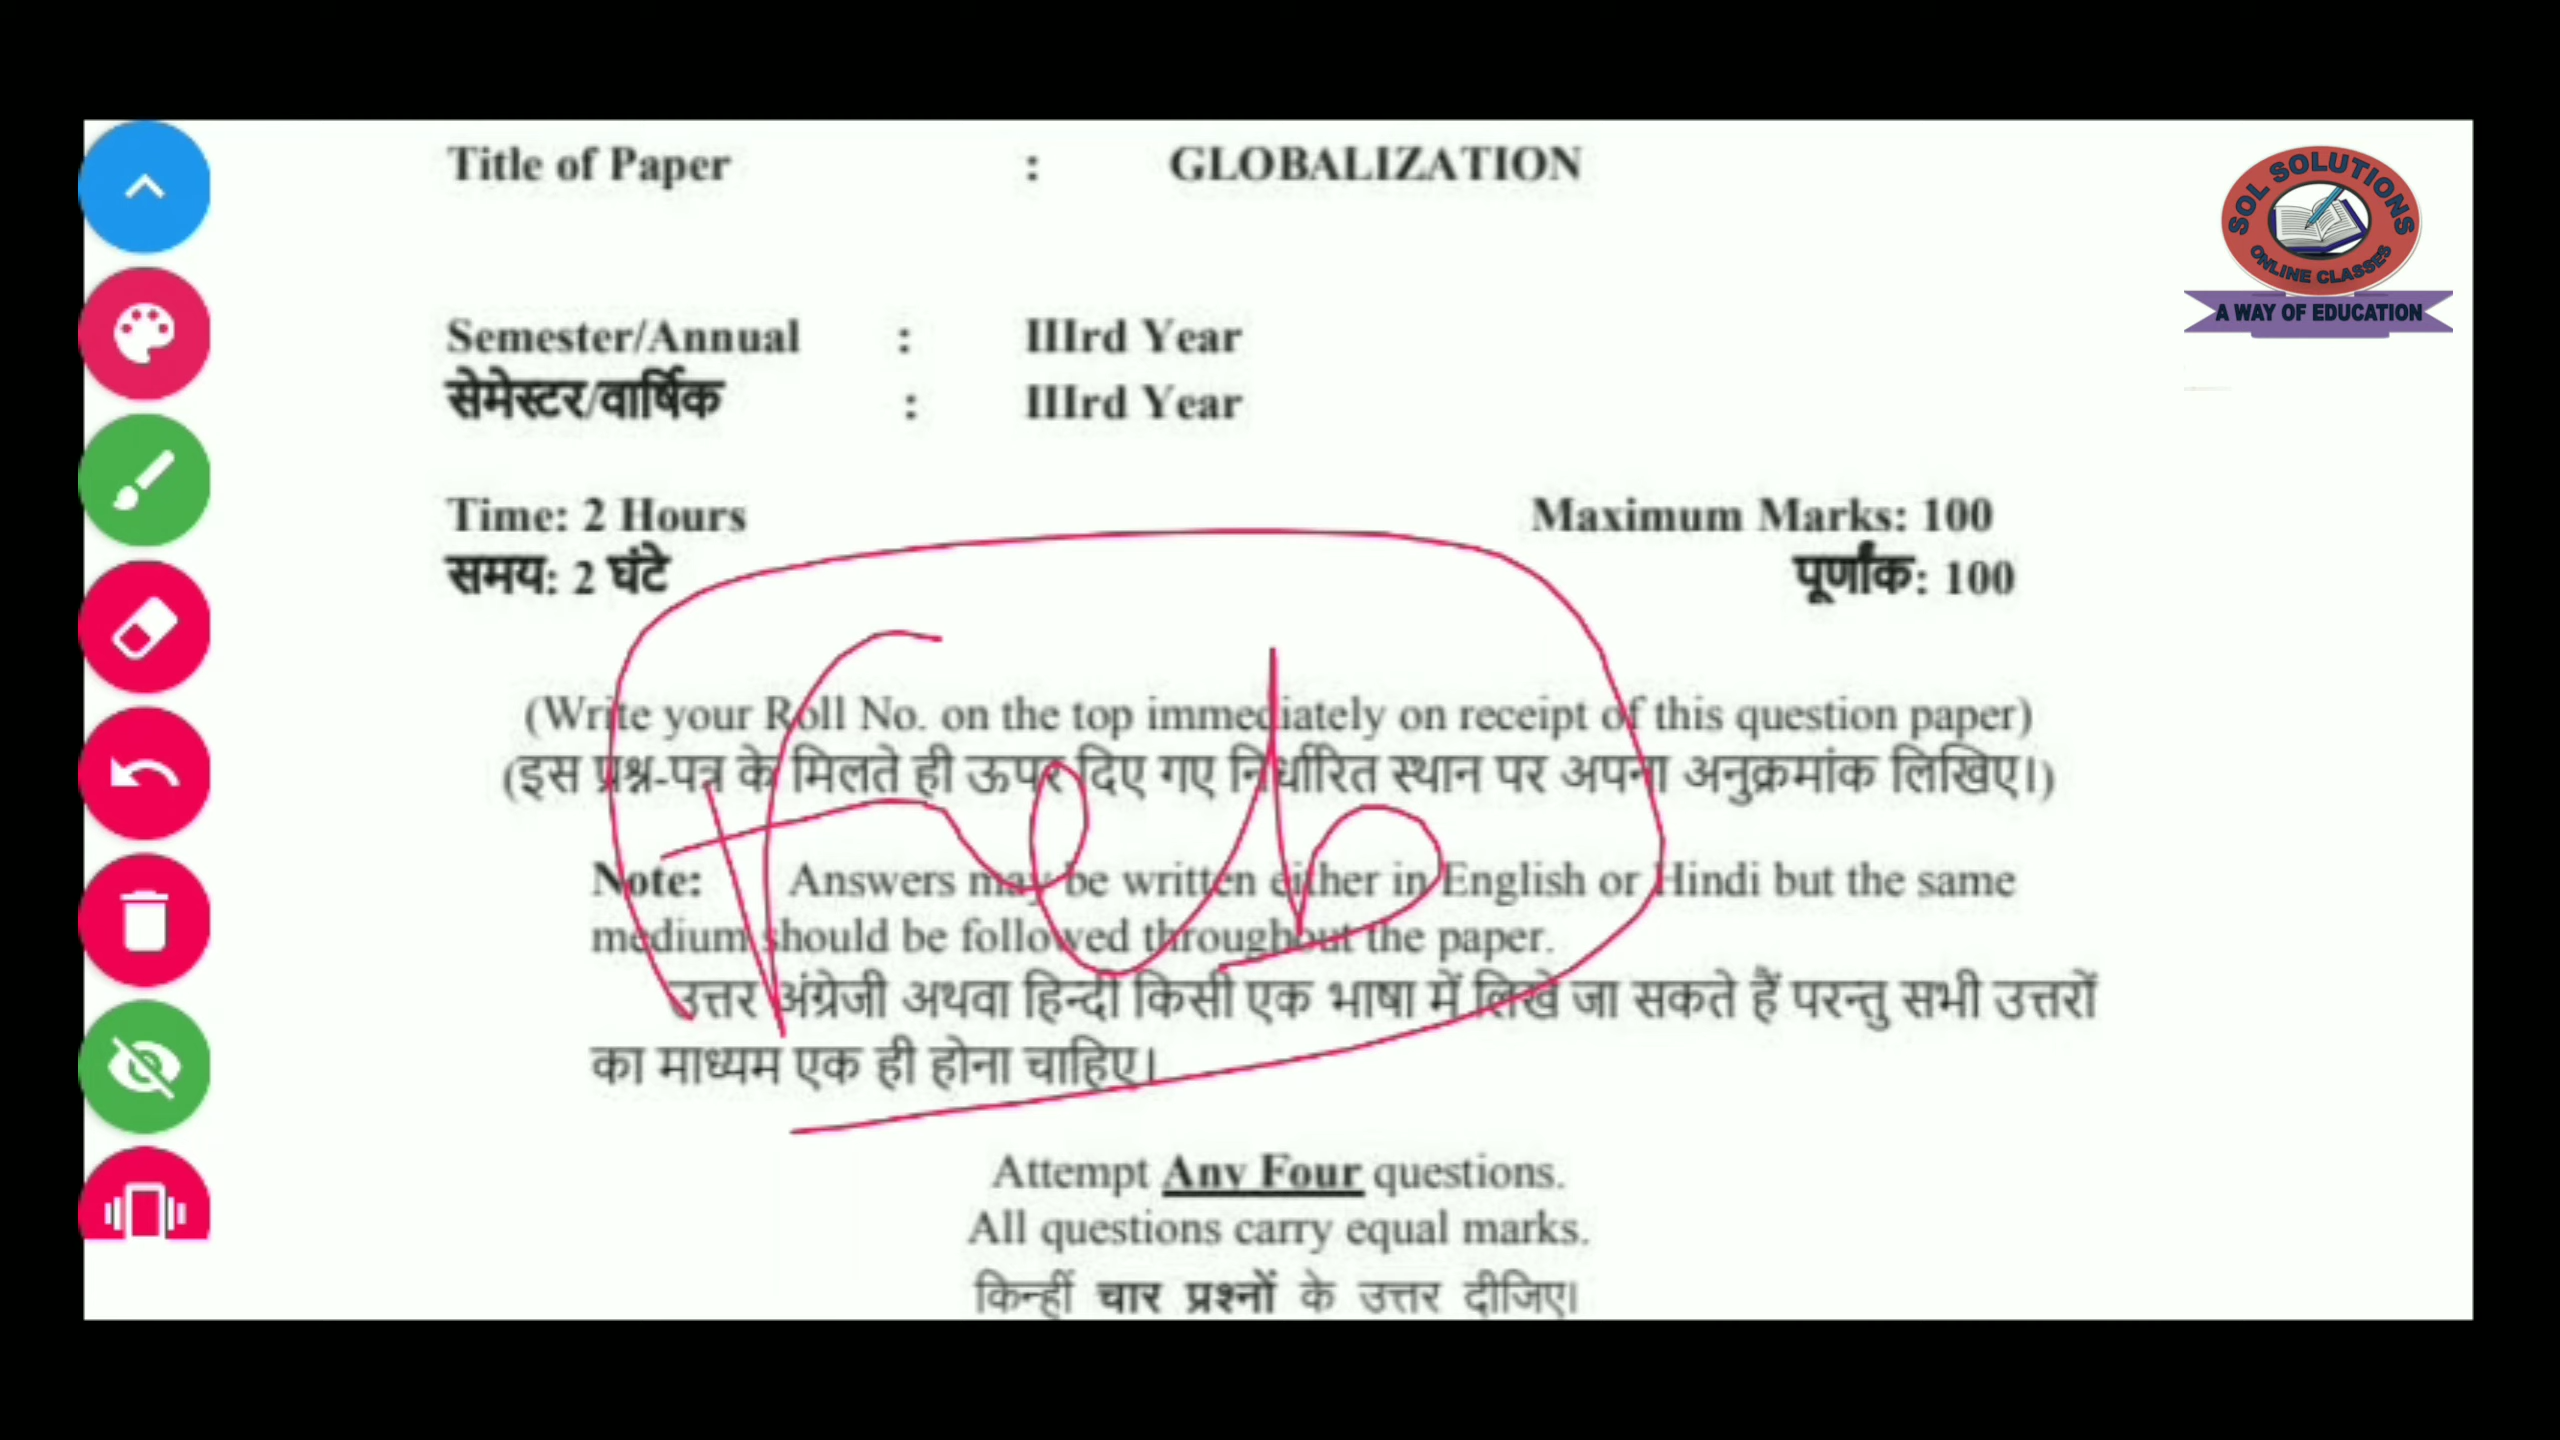 Title of Paper : GLOBALIZATION
SOL SOLUTIONS
ONLINE CLASSES
A WAY OF EDUCATION
Semester/Annual : IIIrd Year
सेमेस्टर/वार्षिक : IIIrd Year
Time: 2 Hours Maximum Marks: 100
समय: 2 घंटे पूर्णांक: 100
(Write your Roll No. on the top immediately on receipt of this question paper)
(इस प्रश्न-पत्र के मिलते ही ऊपर दिए गए निर्धारित स्थान पर अपना अनुक्रमांक लिखिए।)
Feb
Note: Answers may be written either in English or Hindi but the same
medium should be followed throughout the paper.
उत्तर अंग्रेजी अथवा हिन्दी किसी एक भाषा में लिखे जा सकते हैं परन्तु सभी उत्तरों
का माध्यम एक ही होना चाहिए।
Attempt Any Four questions.
All questions carry equal marks.
किन्हीं चार प्रश्नों के उत्तर दीजिए।